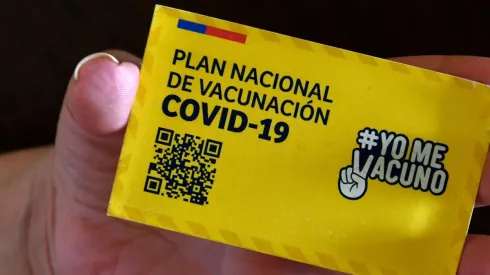 PLAN NACIONAL
DE VACUNACIÓN
COVID-19
#YO ME
VACUNO